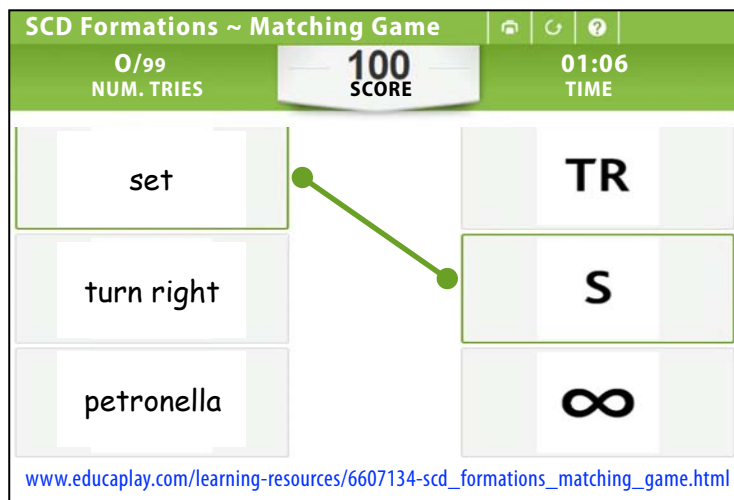 SCD Formations ~ Matching Game
0/99
NUM. TRIES
100
SCORE
01:06
TIME
set
TR
turn right
S
petronella
∞
www.educaplay.com/learning-resources/6607134-scd_formations_matching_game.html